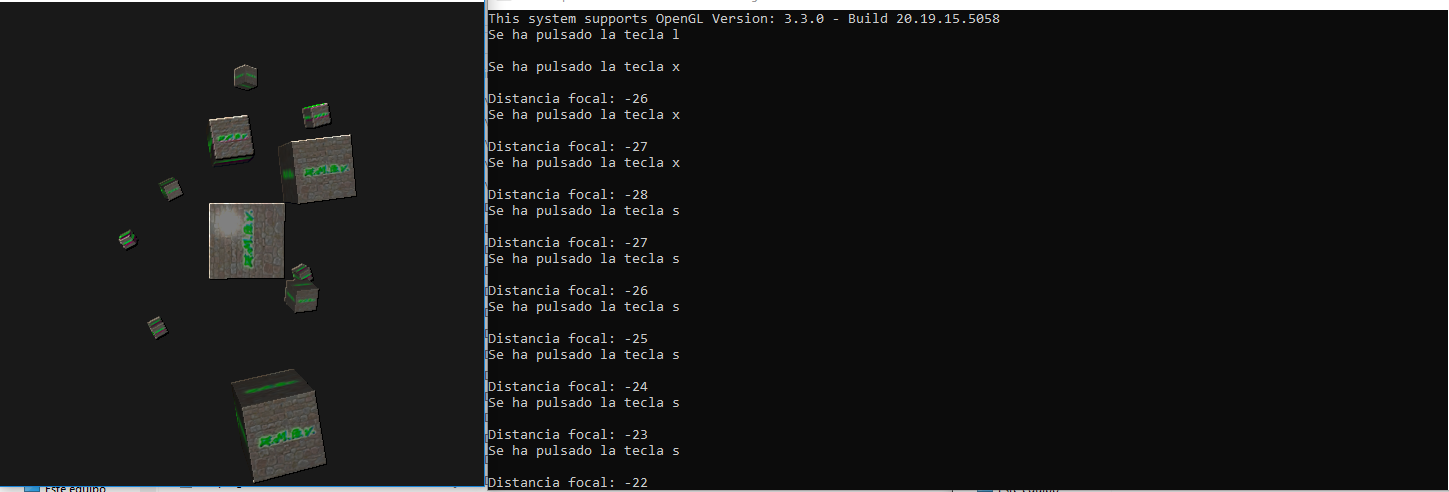 This system supports OpenGL Version: 3.3.0 - Build 20.19.15.5058
Se ha pulsado la tecla l
Se ha pulsado la tecla x
Distancia focal: -26
Se ha pulsado la tecla x
Distancia focal: -27
Se ha pulsado la tecla x
Distancia focal: -28
Se ha pulsado la tecla s
Distancia focal: -27
Se ha pulsado la tecla s
Distancia focal: -26
Se ha pulsado la tecla s
Distancia focal: -25
Se ha pulsado la tecla s
Distancia focal: -24
Se ha pulsado la tecla s
Distancia focal: -23
Se ha pulsado la tecla s
Distancia focal: -22
Este equipo